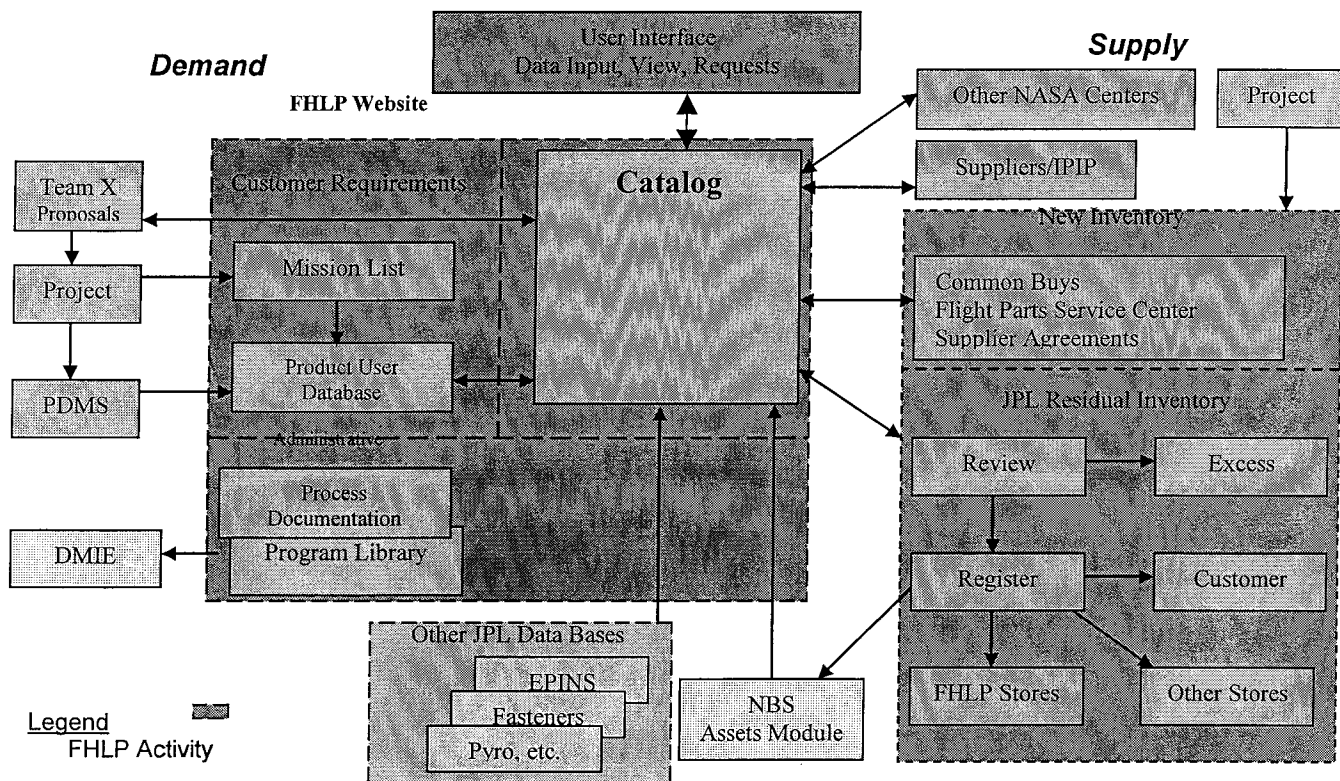 User Interface
Data Input, View, Requests
Demand
Supply
FHLP Website
Other NASA Centers
Project
Suppliers/IPIP
Team X
Proposals
Customer Requirements
Catalog
New Inventory
Mission List
Project
Common Buys
Flight Parts Service Center
Supplier Agreements
Product User
Database
PDMS
JPL Residual Inventory
Administrative
Review
Excess
Process
Documentation
Program Library
DMIE
Register
Customer
Other JPL Data Bases
EPINS
Fasteners
Pyro, etc.
NBS
Assets Module
FHLP Stores
Other Stores
Legend
FHLP Activity